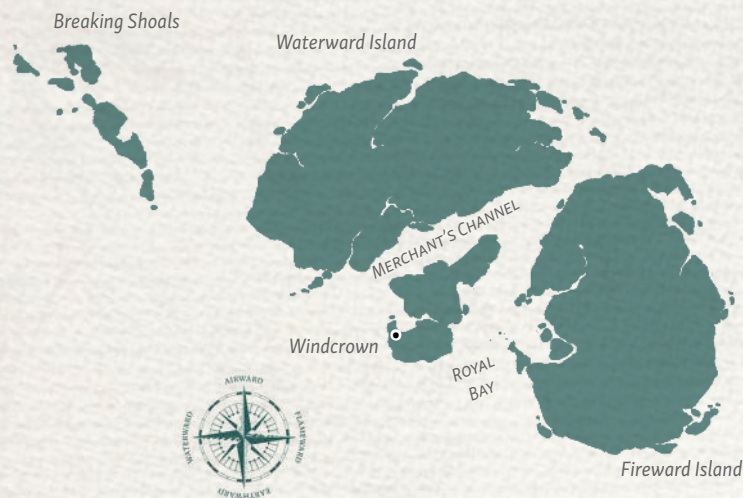 Breaking Shoals
Waterward Island
Merchant's Channel
Windcrown
Royal
Bay
AIRWARD
WATERWARD
FLAMEWARD
EARTHWARD
Fireward Island